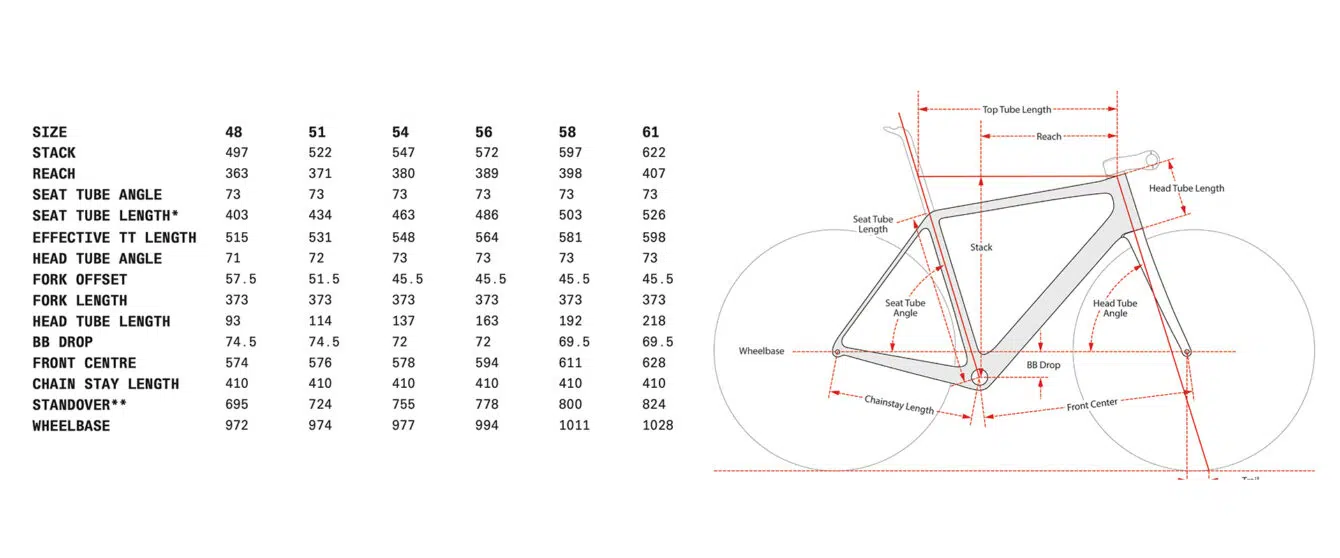 SIZE 48 51 54 56 58 61
STACK 497 522 547 572 597 622
REACH 363 371 380 389 398 407
SEAT TUBE ANGLE 73 73 73 73 73 73
SEAT TUBE LENGTH* 403 434 463 486 503 526
EFFECTIVE TT LENGTH 515 531 548 564 581 598
HEAD TUBE ANGLE 71 72 73 73 73 73
FORK OFFSET 57.5 51.5 45.5 45.5 45.5 45.5
FORK LENGTH 373 373 373 373 373 373
HEAD TUBE LENGTH 93 114 137 163 192 218
BB DROP 74.5 74.5 72 72 69.5 69.5
FRONT CENTRE 574 576 578 594 611 628
CHAIN STAY LENGTH 410 410 410 410 410 410
STANDOVER** 695 724 755 778 800 824
WHEELBASE 972 974 977 994 1011 1028
Top Tube Length
Reach
Head Tube Length
Seat Tube
Length
Stack
Seat Tube
Angle
Head Tube
Angle
Wheelbase
BB Drop
Chainstay Length
Front Center